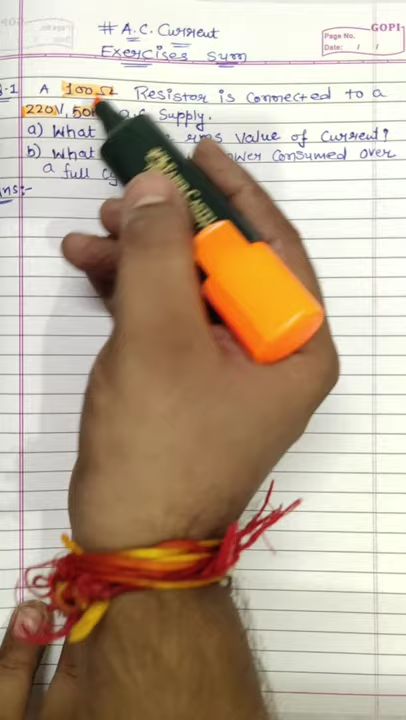 # A.C. Current
Exercises Sum
GOPI
Page No.
Date: / /
A 100Ω Resistor is connected to a
220V, 50 Supply.
a) What rms value of Current?
b) What power consumed over
a full
Ans:-